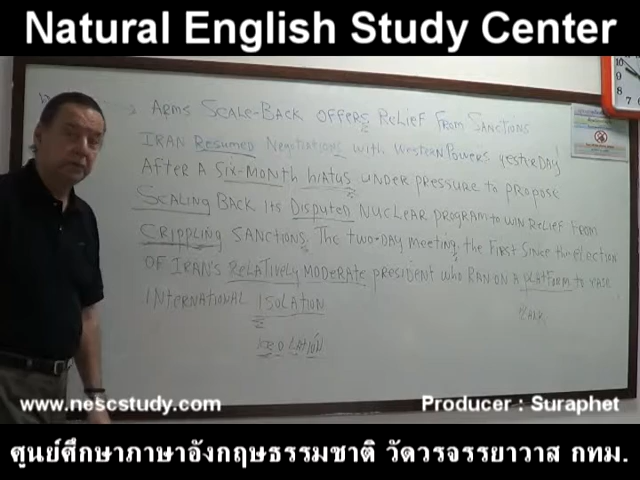 Natural English Study Center
ARMS SCALE-BACK OFFERS RELIEF FROM SANCTIONS
IRAN RESUMED NEGOTIATIONS WITH WESTERN POWERS YESTERDAY
AFTER A SIX-MONTH HIATUS UNDER PRESSURE TO PROPOSE
SCALING BACK ITS DISPUTED NUCLEAR PROGRAM TO WIN RELIEF FROM
CRIPPLING SANCTIONS. THE TWO-DAY MEETING, THE FIRST SINCE THE ELECTION
OF IRAN'S RELATIVELY MODERATE PRESIDENT WHO RAN ON A PLATFORM TO EASE
INTERNATIONAL ISOLATION
www.nescstudy.com
Producer : Suraphet
ศูนย์ศึกษาภาษาอังกฤษธรรมชาติ วัดวรจรรยาวาส กทม.